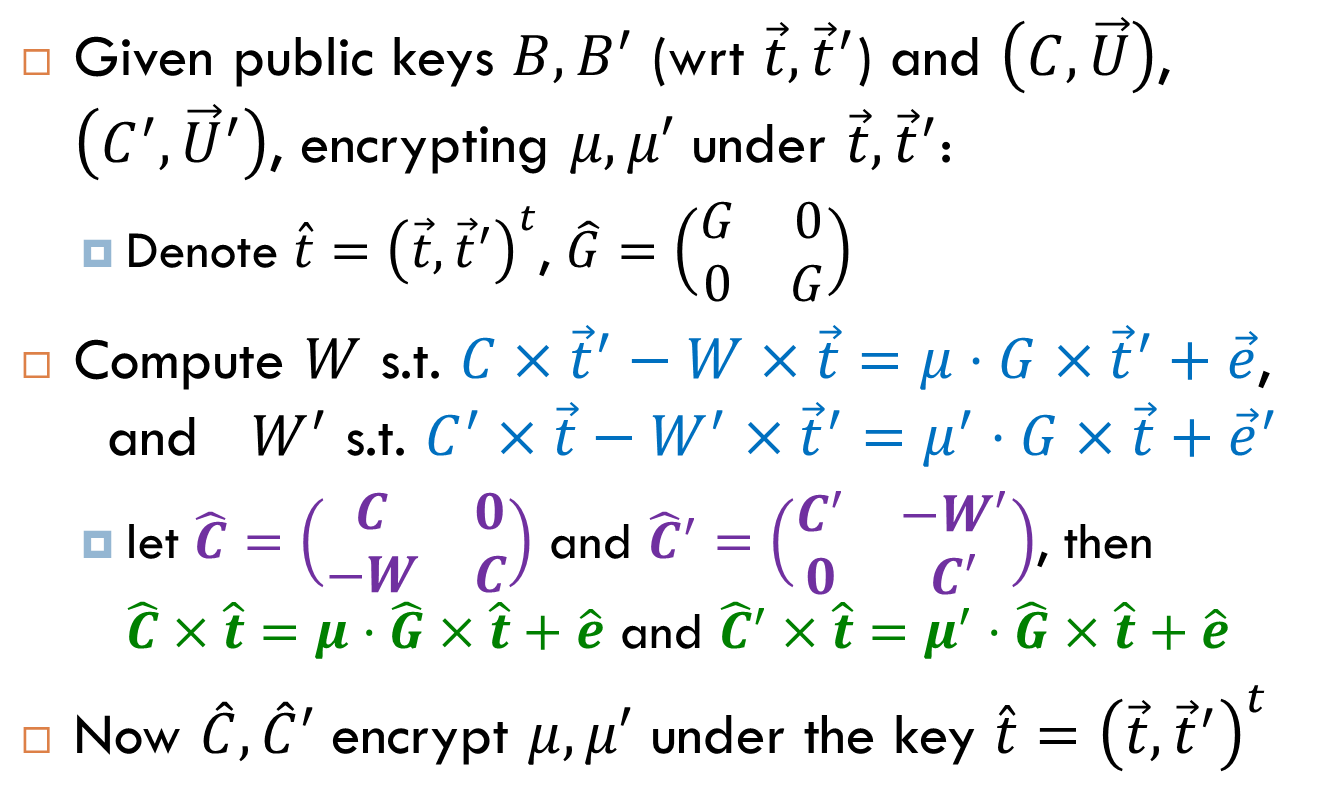 Given public keys 𝐵, 𝐵′ (wrt 𝑡⃗, 𝑡⃗′) and (𝐶, 𝑈⃗),
(𝐶′, 𝑈⃗′), encrypting 𝜇, 𝜇′ under 𝑡⃗, 𝑡⃗′:
Denote 𝑡̂ = (𝑡⃗, 𝑡⃗′)ᵗ, 𝐺̂ = (𝐺 0; 0 𝐺)
Compute 𝑊 s.t. 𝐶 × 𝑡⃗′ − 𝑊 × 𝑡⃗ = 𝜇 · 𝐺 × 𝑡⃗′ + 𝑒⃗,
and 𝑊′ s.t. 𝐶′ × 𝑡⃗ − 𝑊′ × 𝑡⃗′ = 𝜇′ · 𝐺 × 𝑡⃗ + 𝑒⃗′
let 𝑪̂ = (𝑪 𝟎; −𝑾 𝑪) and 𝑪̂′ = (𝑪′ −𝑾′; 𝟎 𝑪′), then
𝑪̂ × 𝒕̂ = 𝝁 · 𝑮̂ × 𝒕̂ + 𝒆̂ and 𝑪̂′ × 𝒕̂ = 𝝁′ · 𝑮̂ × 𝒕̂ + 𝒆̂
Now 𝐶̂, 𝐶̂′ encrypt 𝜇, 𝜇′ under the key 𝑡̂ = (𝑡⃗, 𝑡⃗′)ᵗ